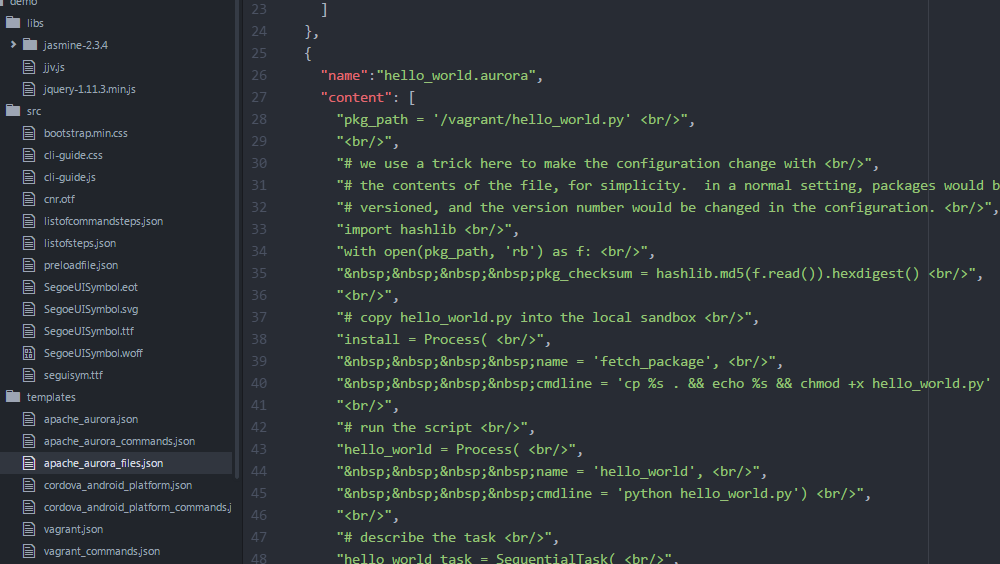 demo
libs
jasmine-2.3.4
jjv.js
jquery-1.11.3.min.js
src
bootstrap.min.css
cli-guide.css
cli-guide.js
cnr.otf
listofcommandsteps.json
listofsteps.json
preloadfile.json
SegoeUISymbol.eot
SegoeUISymbol.svg
SegoeUISymbol.ttf
SegoeUISymbol.woff
seguisym.ttf
templates
apache_aurora.json
apache_aurora_commands.json
apache_aurora_files.json
cordova_android_platform.json
cordova_android_platform_commands.j
vagrant.json
vagrant_commands.json
23 ]
24 },
25 {
26 "name":"hello_world.aurora",
27 "content": [
28 "pkg_path = '/vagrant/hello_world.py' <br/>",
29 "<br/>",
30 "# we use a trick here to make the configuration change with <br/>",
31 "# the contents of the file, for simplicity.  in a normal setting, packages would b
32 "# versioned, and the version number would be changed in the configuration. <br/>",
33 "import hashlib <br/>",
34 "with open(pkg_path, 'rb') as f: <br/>",
35 "&nbsp;&nbsp;&nbsp;&nbsp;pkg_checksum = hashlib.md5(f.read()).hexdigest() <br/>",
36 "<br/>",
37 "# copy hello_world.py into the local sandbox <br/>",
38 "install = Process( <br/>",
39 "&nbsp;&nbsp;&nbsp;&nbsp;name = 'fetch_package', <br/>",
40 "&nbsp;&nbsp;&nbsp;&nbsp;cmdline = 'cp %s . && echo %s && chmod +x hello_world.py'
41 "<br/>",
42 "# run the script <br/>",
43 "hello_world = Process( <br/>",
44 "&nbsp;&nbsp;&nbsp;&nbsp;name = 'hello_world', <br/>",
45 "&nbsp;&nbsp;&nbsp;&nbsp;cmdline = 'python hello_world.py') <br/>",
46 "<br/>",
47 "# describe the task <br/>",
48 "hello_world_task = SequentialTask( <br/>",